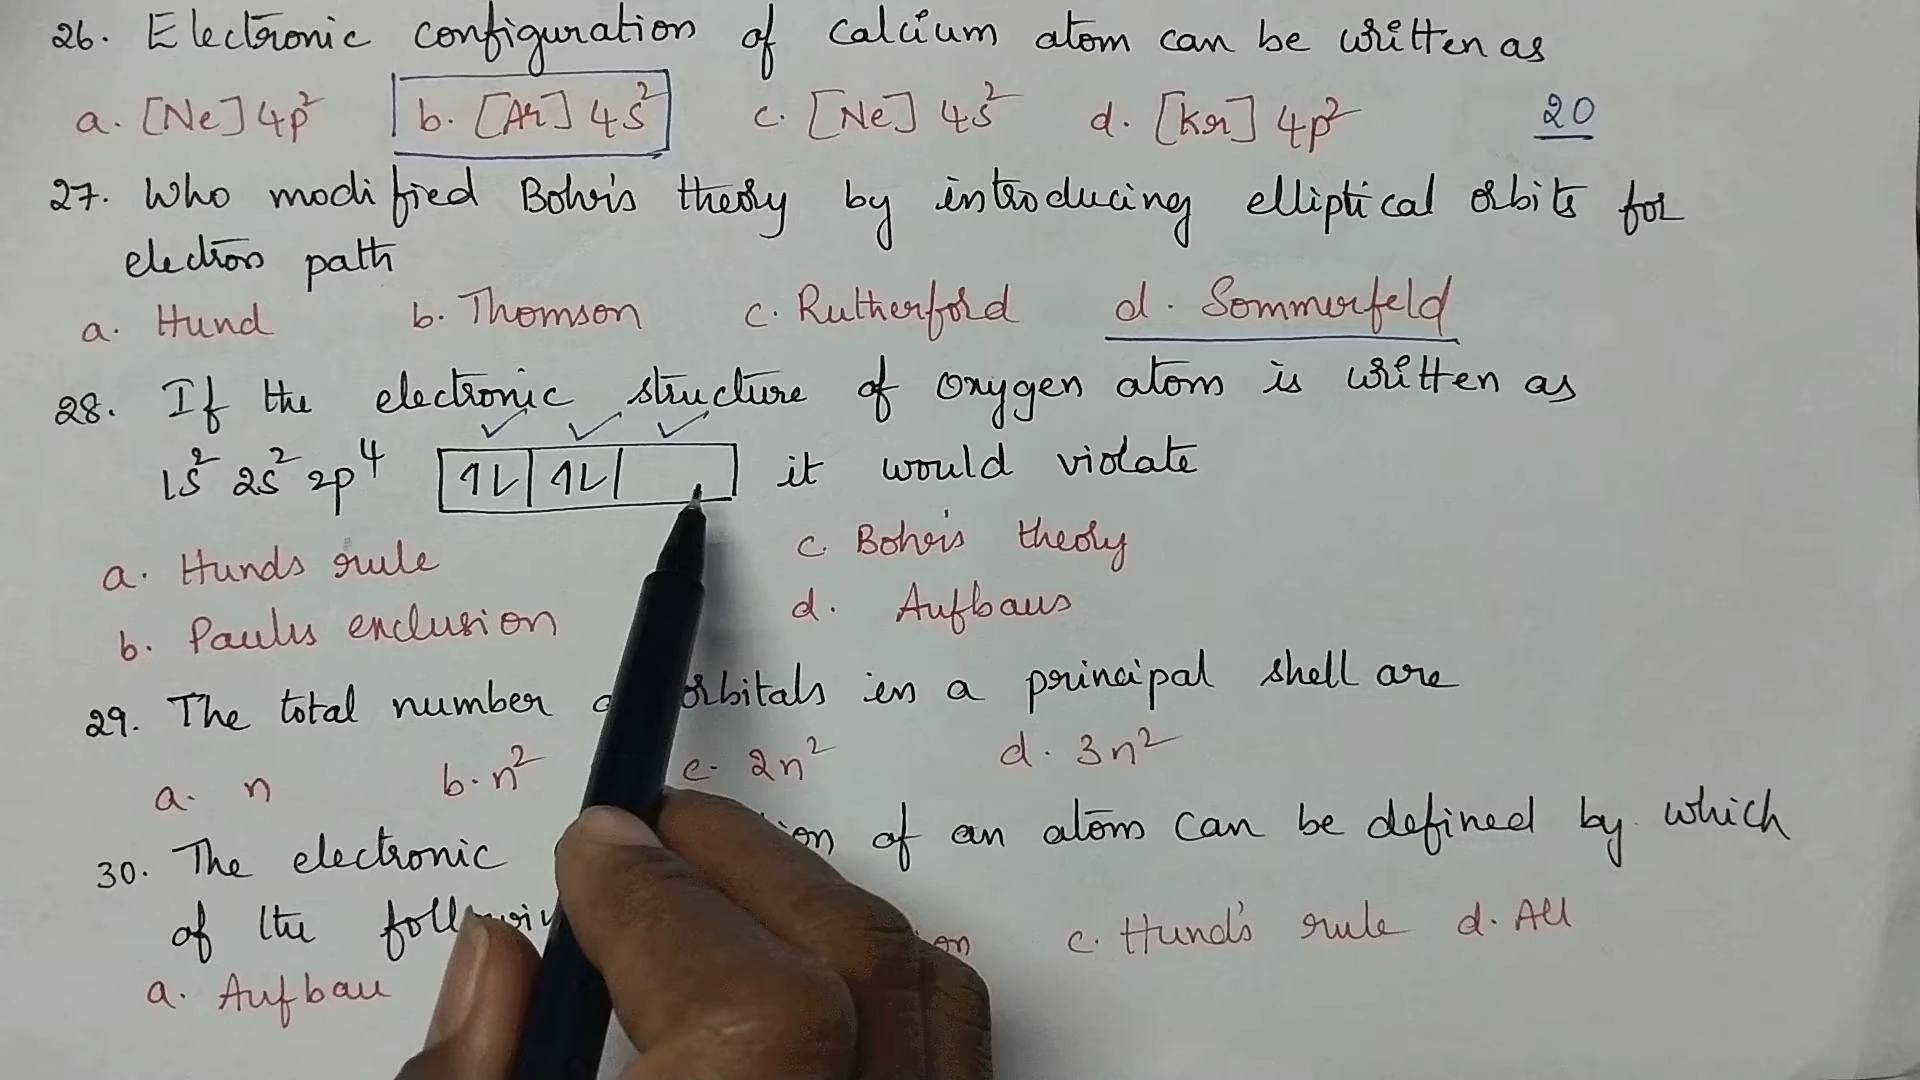 26. Electronic configuration of calcium atom can be written as
a. [Ne] 4p² b. [Ar] 4s² c. [Ne] 4s² d. [Kr] 4p² 20
27. Who modified Bohr's theory by introducing elliptical orbits for
electron path
a. Hund b. Thomson c. Rutherford d. Sommerfeld
28. If the electronic structure of oxygen atom is written as
1s² 2s² 2p⁴ 1L 1L it would violate
a. Hunds rule c. Bohr's theory
b. Paulis exclusion d. Aufbaus
29. The total number orbitals in a principal shell are
a. n b. n² c. 2n² d. 3n²
30. The electronic of an atom can be defined by which
of the
c. Hund's rule d. All
a. Aufbau